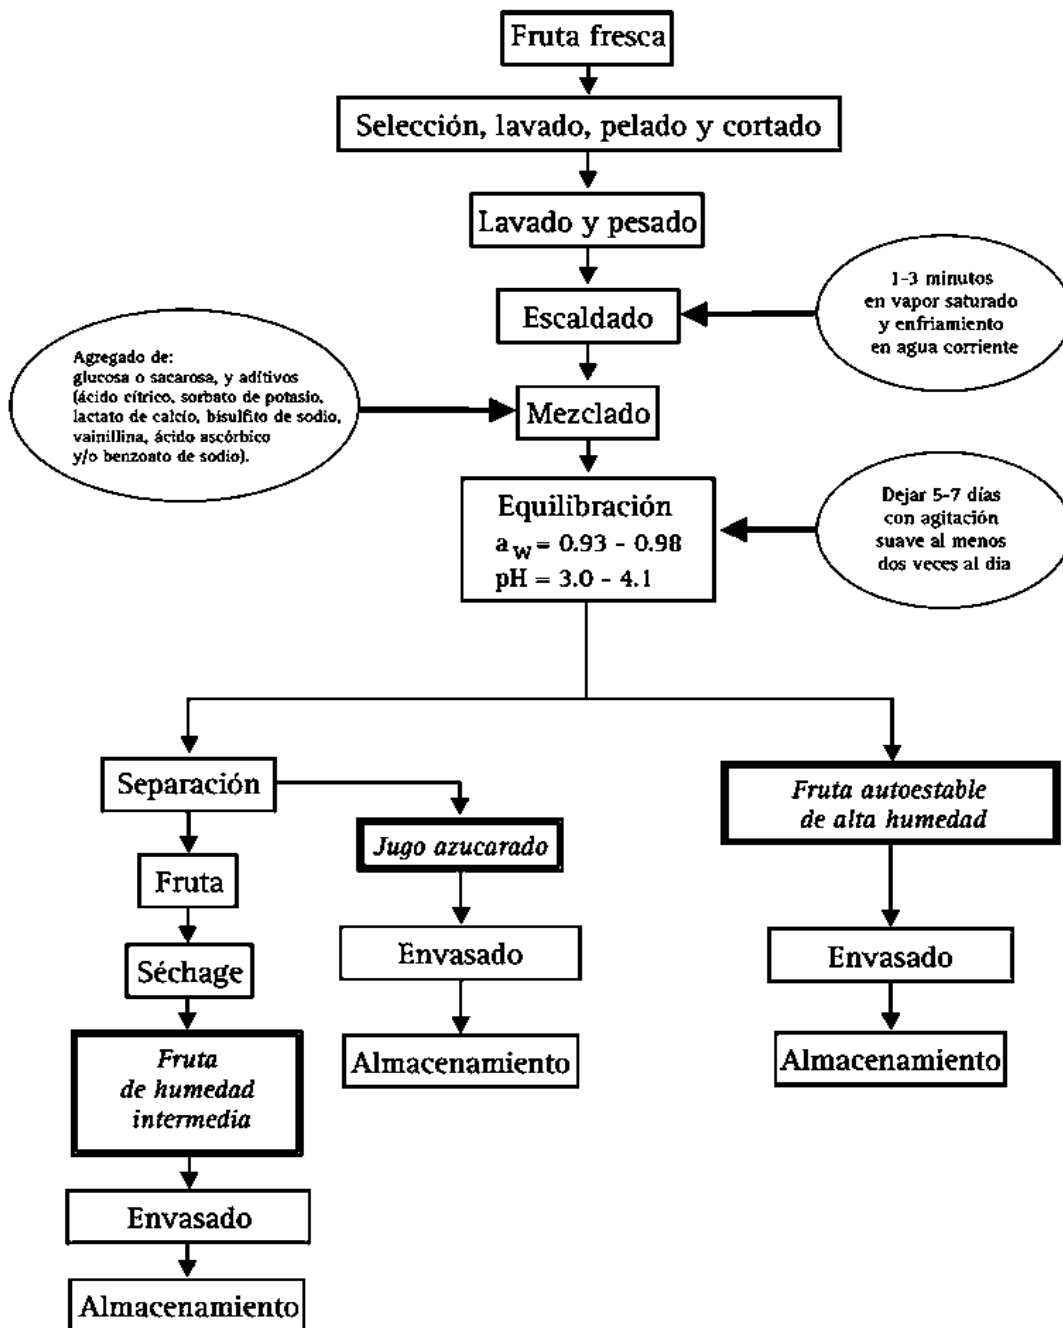 Fruta fresca
Selección, lavado, pelado y cortado
Lavado y pesado
Escaldado
1-3 minutos
en vapor saturado
y enfriamiento
en agua corriente
Agregado de:
glucosa o sacarosa, y aditivos
(ácido cítrico, sorbato de potasio,
lactato de calcio, bisulfito de sodio,
vainillina, ácido ascórbico
y/o benzoato de sodio).
Mezclado
Equilibración
a w = 0.93 - 0.98
pH = 3.0 - 4.1
Dejar 5-7 días
con agitación
suave al menos
dos veces al dia
Separación
Jugo azucarado
Fruta autoestable
de alta humedad
Fruta
Envasado
Envasado
Séchage
Almacenamiento
Almacenamiento
Fruta
de humedad
intermedia
Envasado
Almacenamiento